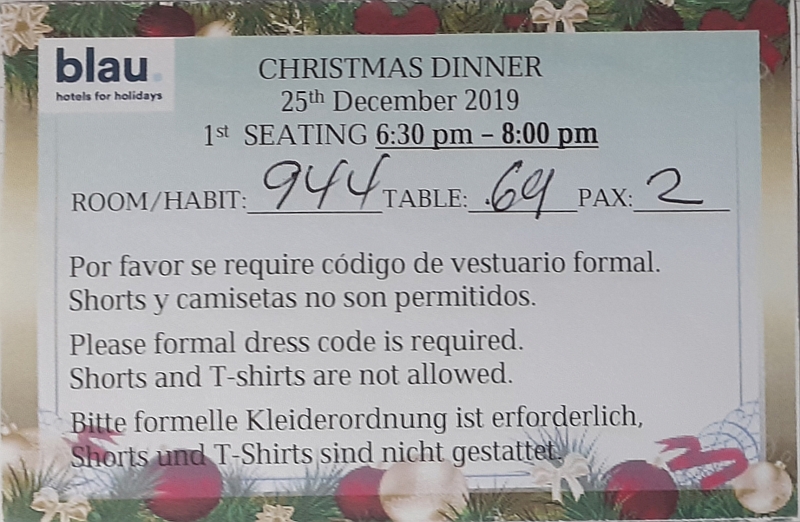 blau
hotels for holidays
CHRISTMAS DINNER
25th December 2019
1st SEATING 6:30 pm – 8:00 pm
ROOM/HABIT: 944 TABLE: .69 PAX: 2
Por favor se require código de vestuario formal.
Shorts y camisetas no son permitidos.
Please formal dress code is required.
Shorts and T-shirts are not allowed.
Bitte formelle Kleiderordnung ist erforderlich,
Shorts und T-Shirts sind nicht gestattet.